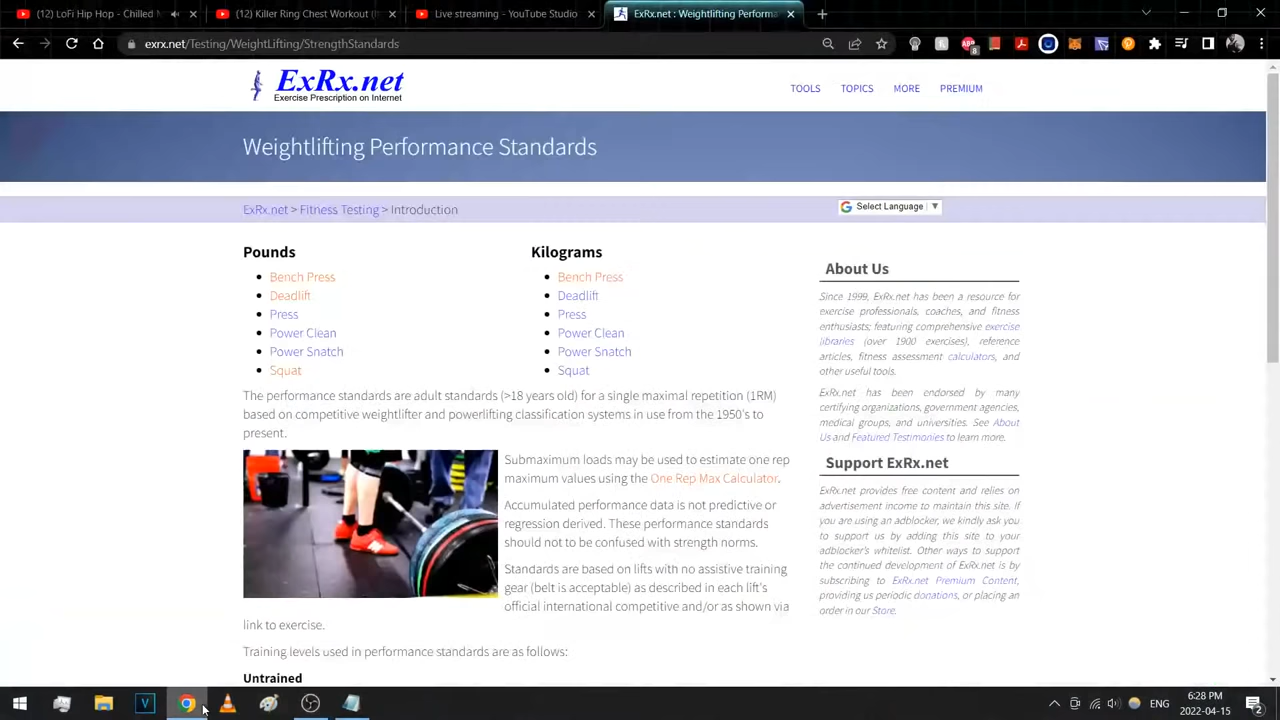 (12) LoFi Hip Hop - Chilled M
(12) Killer Ring Chest Workout (I
Live streaming - YouTube Studio
ExRx.net : Weightlifting Performa
exrx.net/Testing/WeightLifting/StrengthStandards
8
ExRx.net
Exercise Prescription on Internet
TOOLS TOPICS MORE PREMIUM
Weightlifting Performance Standards
ExRx.net > Fitness Testing > Introduction
Select Language ▼
Pounds
Bench Press
Deadlift
Press
Power Clean
Power Snatch
Squat
Kilograms
Bench Press
Deadlift
Press
Power Clean
Power Snatch
Squat
The performance standards are adult standards (>18 years old) for a single maximal repetition (1RM)
based oncompetitive weightlifter and powerlifting classification systems in use from the 1950's to
present.
Submaximum loads may be used to estimate one rep
maximum values using the One Rep Max Calculator.
Accumulated performance data is not predictive or
regression derived. These performance standards
should not to be confused with strength norms.
Standards are based on lifts with no assistive training
gear (belt is acceptable) as described in each lift's
official international competitive and/or as shown via
link to exercise.
Training levels used in performance standards are as follows:
Untrained
About Us
Since 1999, ExRx.net has been a resource for
exercise professionals, coaches, and fitness
enthusiasts; featuring comprehensive exercise
libraries (over 1900 exercises), reference
articles, fitness assessment calculators, and
other useful tools.
ExRx.net has been endorsed by many
certifying organizations, government agencies,
medical groups, and universities. See About
Us and Featured Testimonies to learn more.
Support ExRx.net
ExRx.net provides free content and relies on
advertisement income to maintain this site. If
you are using an adblocker, we kindly ask you
to support us by adding this site to your
adblocker's whitelist. Other ways to support
the continued development of ExRx.net is by
subscribing to ExRx.net Premium Content,
providing us periodic donations, or placing an
order in our Store.
V
ENG
6:28 PM
2022-04-15
2